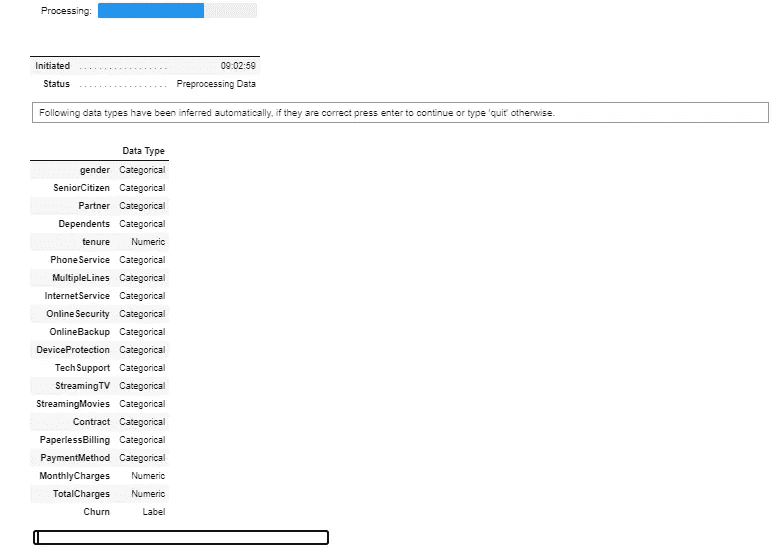 Processing:
Initiated . . . . . . . . . . . . . . . . . . 09:02:59
Status . . . . . . . . . . . . . . . . . . Preprocessing Data
Following data types have been inferred automatically, if they are correct press enter to continue or type 'quit' otherwise.
Data Type
gender Categorical
SeniorCitizen Categorical
Partner Categorical
Dependents Categorical
tenure Numeric
PhoneService Categorical
MultipleLines Categorical
InternetService Categorical
OnlineSecurity Categorical
OnlineBackup Categorical
DeviceProtection Categorical
TechSupport Categorical
StreamingTV Categorical
StreamingMovies Categorical
Contract Categorical
PaperlessBilling Categorical
PaymentMethod Categorical
MonthlyCharges Numeric
TotalCharges Numeric
Churn Label